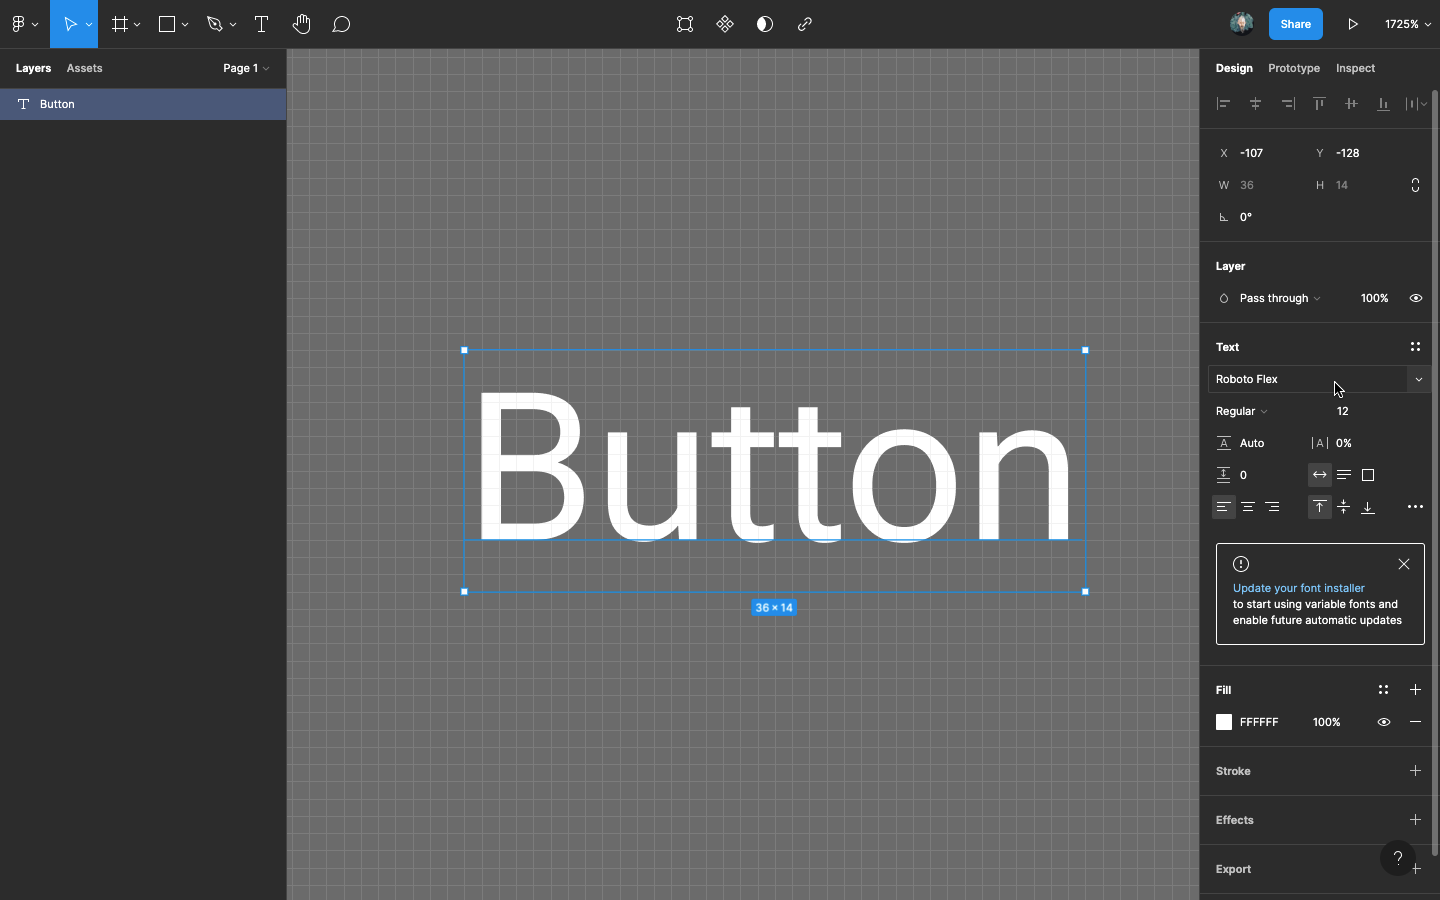 Share
1725%
Layers Assets Page 1
Button
Button
36 × 14
Design Prototype Inspect
X -107 Y -128
W 36 H 14
0°
Layer
Pass through 100%
Text
Roboto Flex
Regular 12
A Auto |A| 0%
0
Update your font installer
to start using variable fonts and
enable future automatic updates
Fill
FFFFFF 100%
Stroke
Effects
Export
?